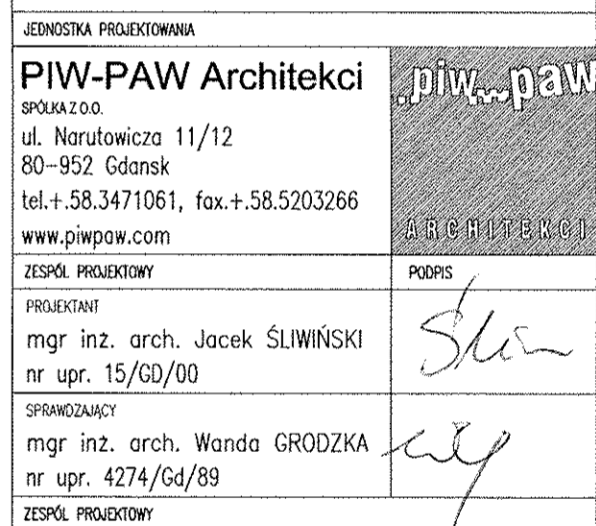 JEDNOSTKA PROJEKTOWANIA
PIW-PAW Architekci
SPÓŁKA Z O.O.
ul. Narutowicza 11/12
80-952 Gdansk
tel.+.58.3471061, fax.+.58.5203266
www.piwpaw.com
.piw...paw
ARCHITEKCI
ZESPÓL PROJEKTOWY
PODPIS
PROJEKTANT
mgr inż. arch. Jacek ŚLIWIŃSKI
nr upr. 15/GD/00
SPRAWDZAJĄCY
mgr inż. arch. Wanda GRODZKA
nr upr. 4274/Gd/89
ZESPÓL PROJEKTOWY